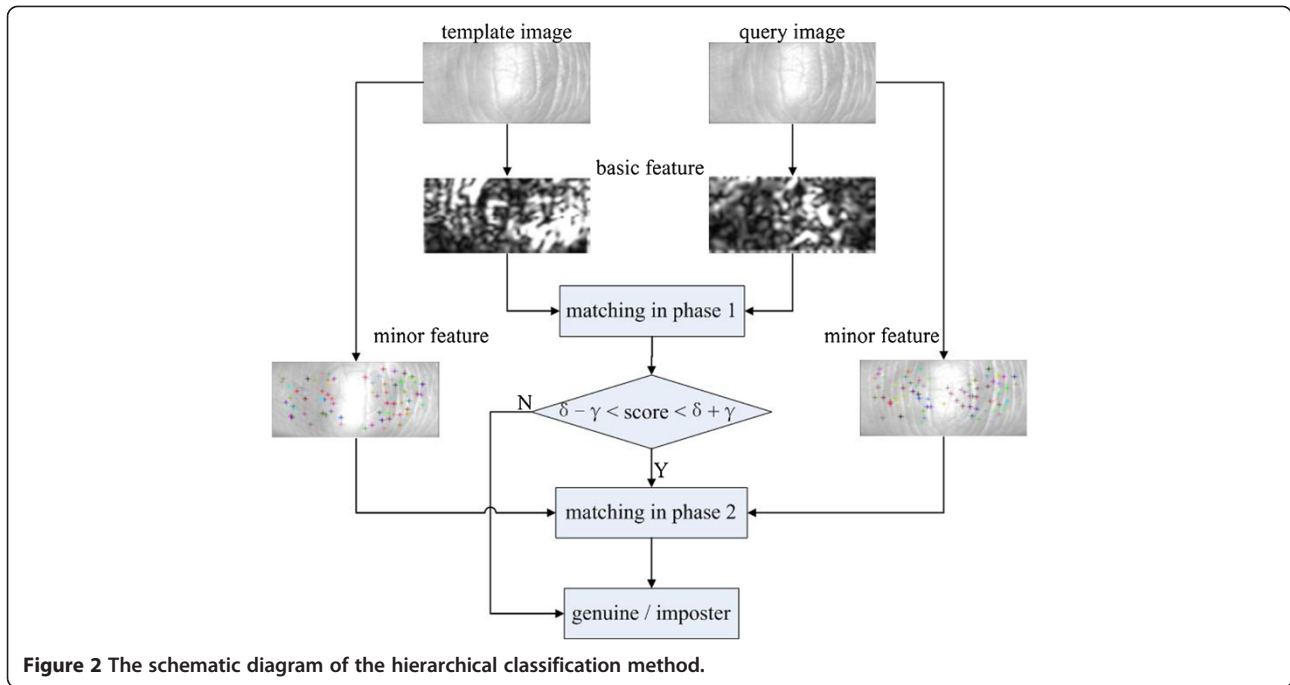 template image
query image
basic feature
matching in phase 1
minor feature
minor feature
N
δ − γ < score < δ + γ
Y
matching in phase 2
genuine / imposter
Figure 2 The schematic diagram of the hierarchical classification method.